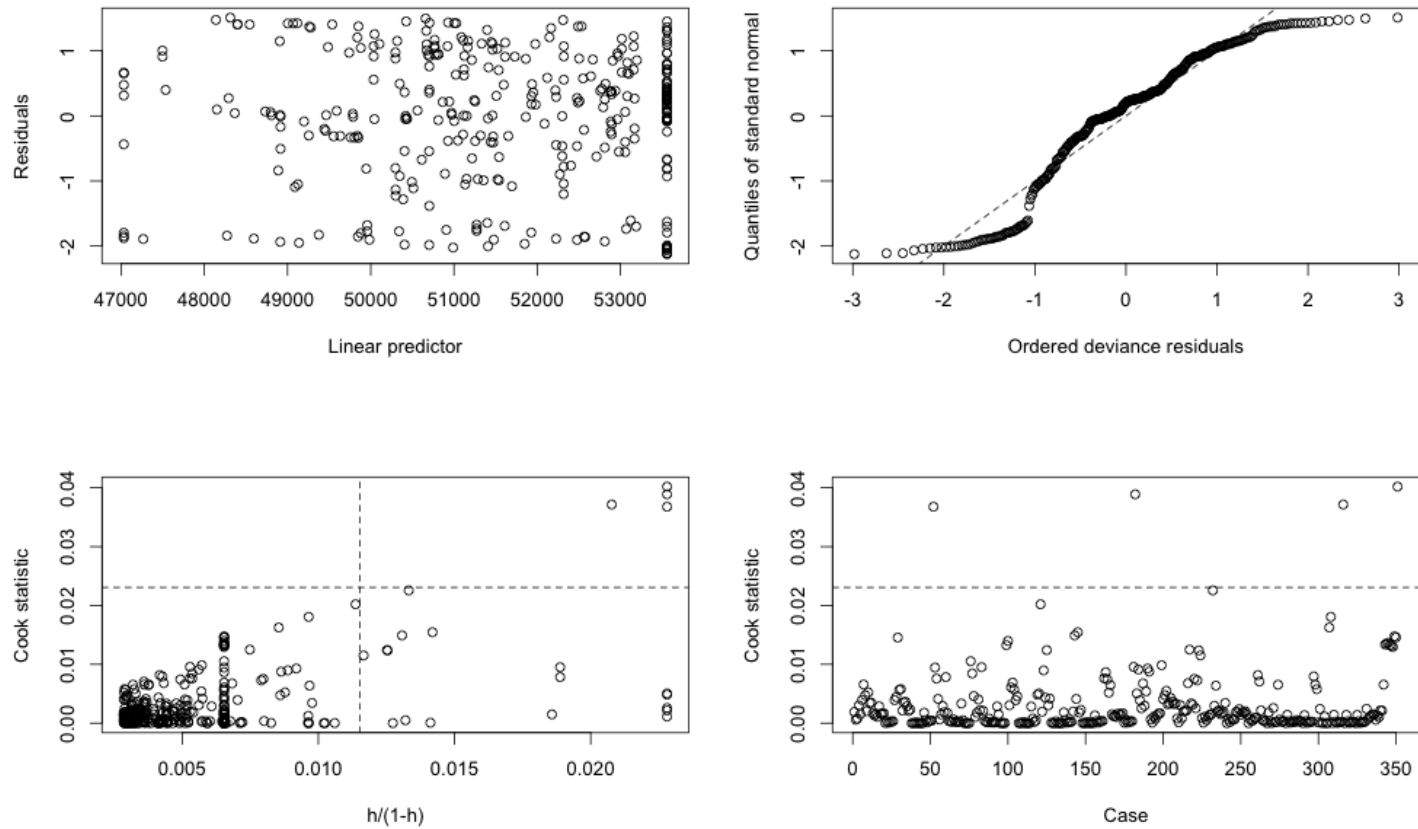 Residuals
1
0
-1
-2
47000 48000 49000 50000 51000 52000 53000
Linear predictor
Quantiles of standard normal
1
0
-1
-2
-3 -2 -1 0 1 2 3
Ordered deviance residuals
Cook statistic
0.04
0.03
0.02
0.01
0.00
0.005 0.010 0.015 0.020
h/(1-h)
Cook statistic
0.04
0.03
0.02
0.01
0.00
0 50 100 150 200 250 300 350
Case